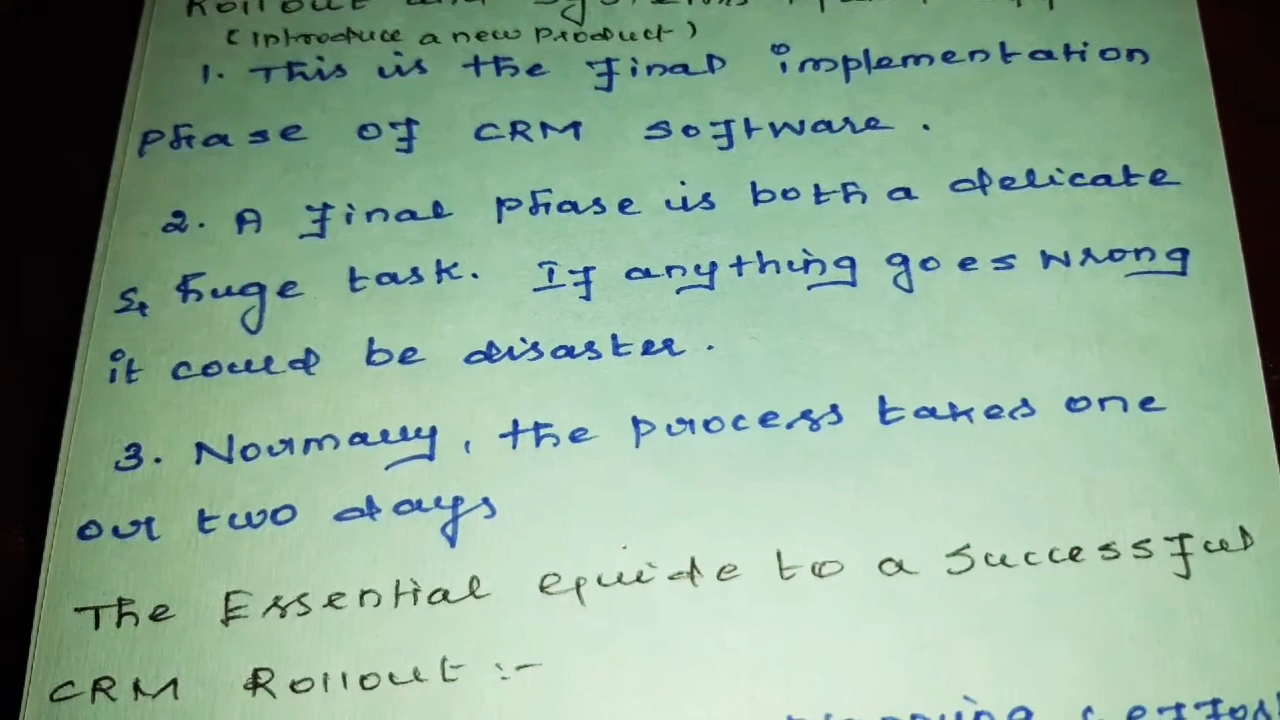 Rollout and
(Introduce a new Product)
1. This is the final implementation
phase of CRM software.
2. A final phase is both a delicate
& huge task. If anything goes wrong
it could be disaster.
3. Normally, the process takes one
or two days
The Essential guide to a successful
CRM Rollout :-